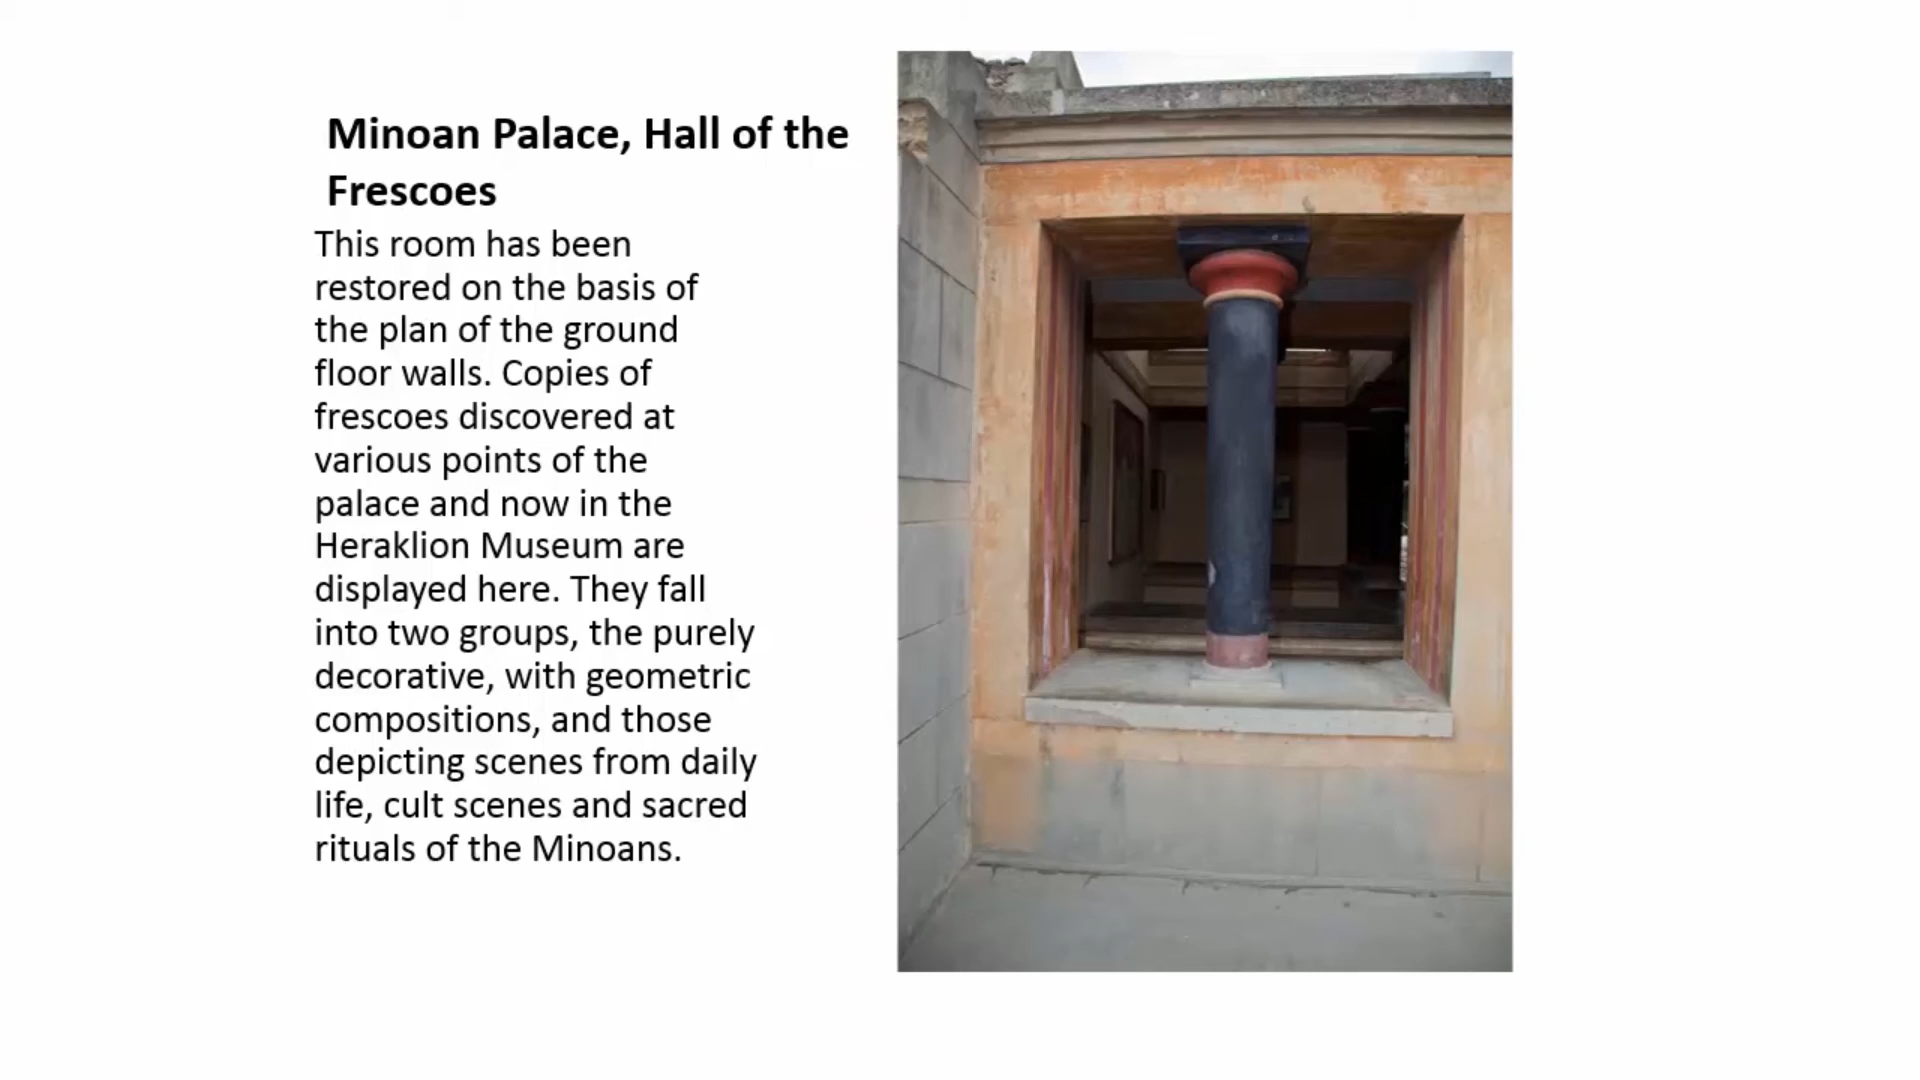 Minoan Palace, Hall of the
Frescoes
This room has been
restored on the basis of
the plan of the ground
floor walls. Copies of
frescoes discovered at
various points of the
palace and now in the
Heraklion Museum are
displayed here. They fall
into two groups, the purely
decorative, with geometric
compositions, and those
depicting scenes from daily
life, cult scenes and sacred
rituals of the Minoans.